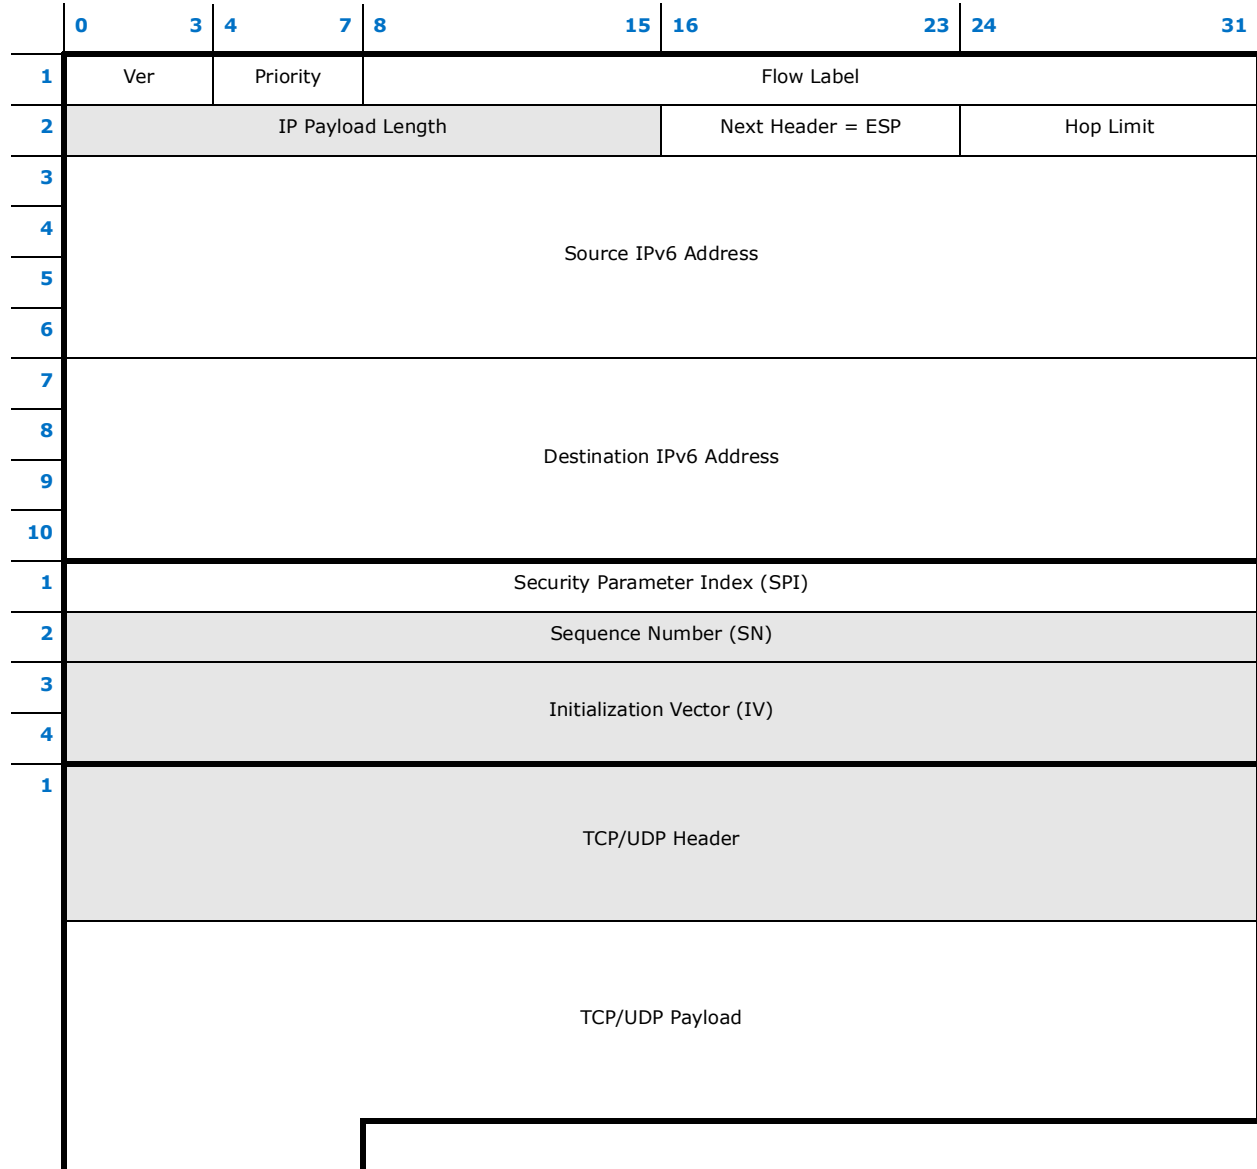 0 3 4 7 8 15 16 23 24 31
1 Ver Priority Flow Label
2 IP Payload Length Next Header = ESP Hop Limit
3
4
Source IPv6 Address
5
6
7
8
Destination IPv6 Address
9
10
1 Security Parameter Index (SPI)
2 Sequence Number (SN)
3
Initialization Vector (IV)
4
1
TCP/UDP Header
TCP/UDP Payload